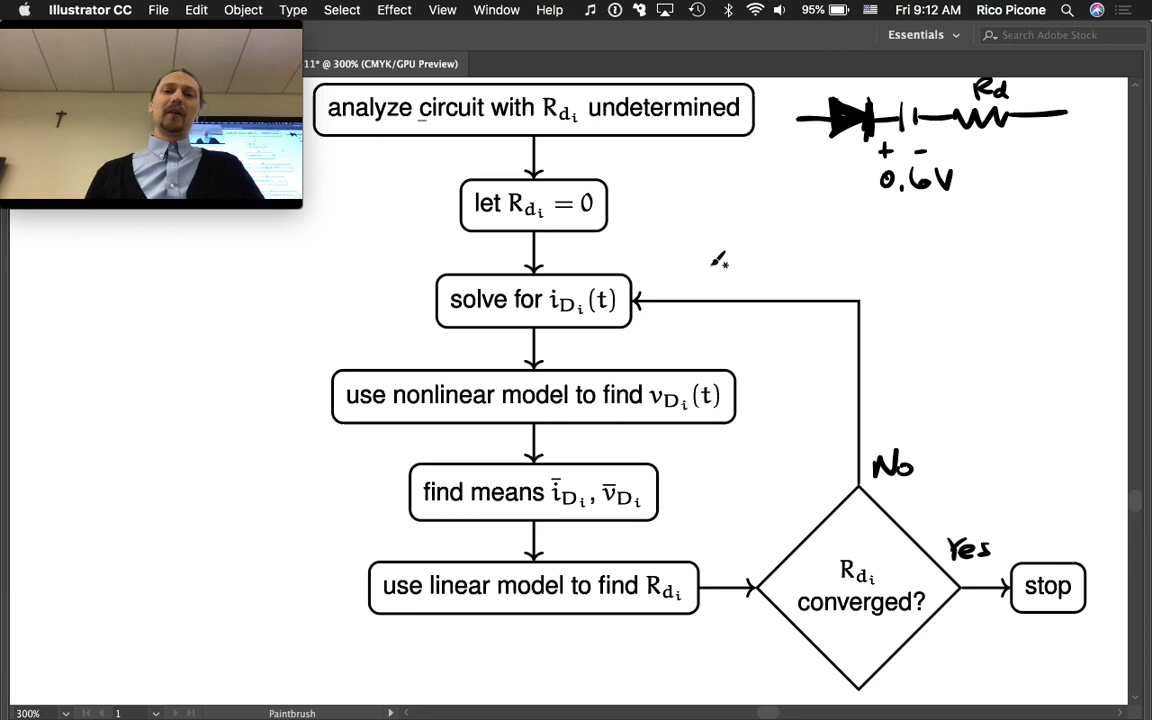 Illustrator CC File Edit Object Type Select Effect View Window Help 95% Fri 9:12 AM Rico Picone
Essentials Search Adobe Stock
11* @ 300% (CMYK/GPU Preview)
analyze circuit with R_{d_i} undetermined
R_d
+ -
0.6V
let R_{d_i} = 0
solve for i_{D_i}(t)
use nonlinear model to find v_{D_i}(t)
No
find means i̅_{D_i}, v̅_{D_i}
Yes
use linear model to find R_{d_i}
R_{d_i}
converged?
stop
300% 1 Paintbrush